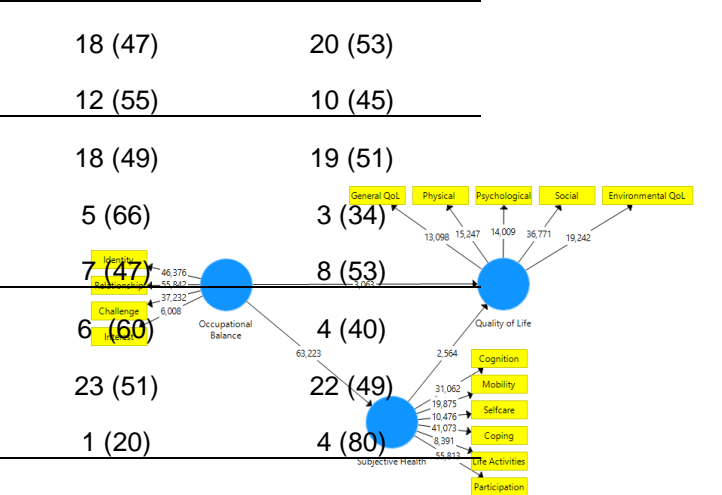 18 (47) 20 (53)
12 (55) 10 (45)
18 (49) 19 (51)
5 (66) 3 (34)
7 (47) 8 (53)
6 (60) 4 (40)
23 (51) 22 (49)
1 (20) 4 (80)
General QoL Physical Psychological Social Environmental QoL
13,098 15,247 14,009 36,771 19,242
Identity
Relationship
Challenge
Interest
46,376
55,842
37,232
6,008
Occupational
Balance
3,063
Quality of Life
63,223
2,564
Cognition
Mobility
Selfcare
Coping
Life Activities
Participation
31,062
19,875
10,476
41,073
8,391
55,813
Subjective Health